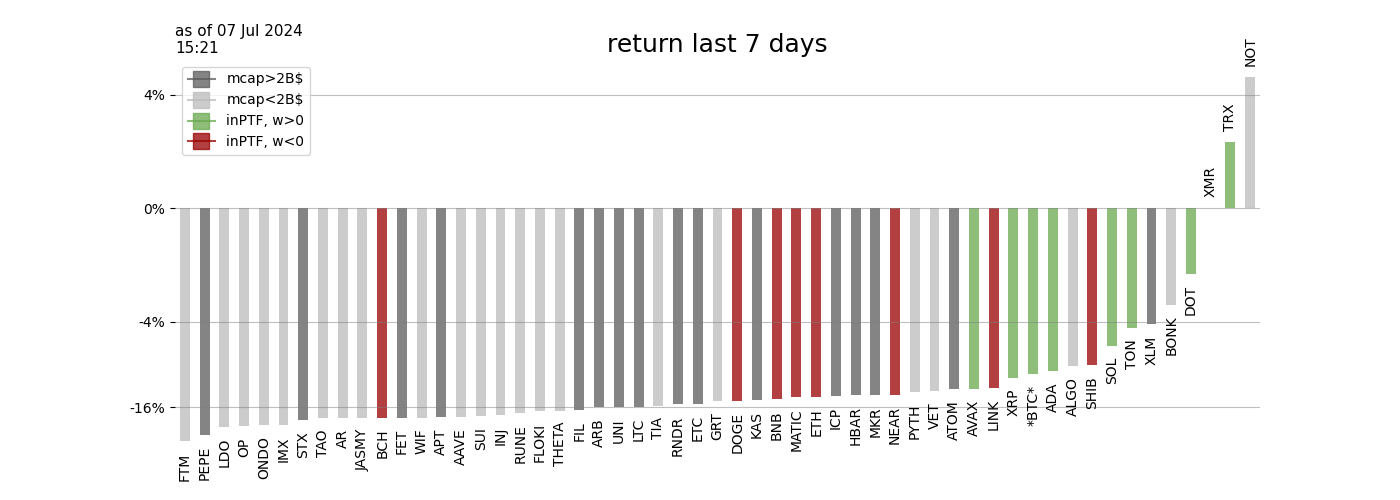 as of 07 Jul 2024
15:21
return last 7 days
mcap>2B$
mcap<2B$
inPTF, w>0
inPTF, w<0
4%
0%
-4%
-16%
FTM
PEPE
LDO
OP
ONDO
IMX
STX
TAO
AR
JASMY
BCH
FET
WIF
APT
AAVE
SUI
INJ
RUNE
FLOKI
THETA
FIL
ARB
UNI
LTC
TIA
RNDR
ETC
GRT
DOGE
KAS
BNB
MATIC
ETH
ICP
HBAR
MKR
NEAR
PYTH
VET
ATOM
AVAX
LINK
XRP
*BTC*
ADA
ALGO
SHIB
SOL
TON
XLM
BONK
DOT
XMR
TRX
NOT